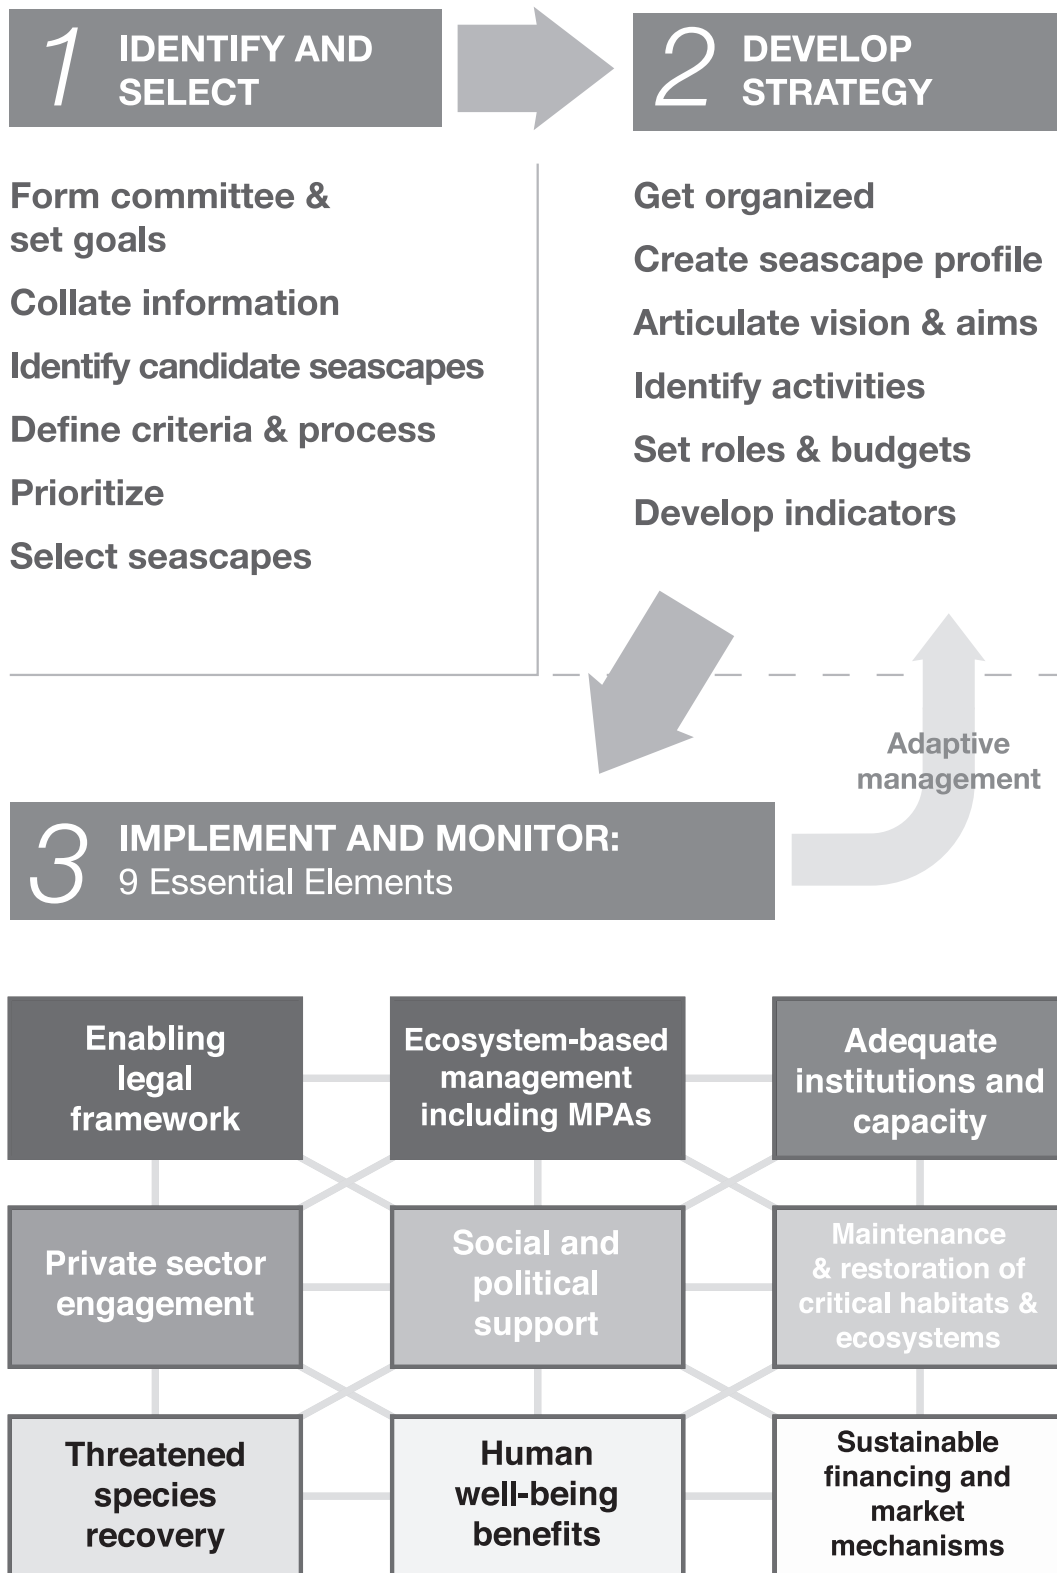 1 IDENTIFY AND
SELECT
2 DEVELOP
STRATEGY
Form committee &
set goals
Collate information
Identify candidate seascapes
Define criteria & process
Prioritize
Select seascapes
Get organized
Create seascape profile
Articulate vision & aims
Identify activities
Set roles & budgets
Develop indicators
Adaptive
management
3 IMPLEMENT AND MONITOR:
9 Essential Elements
Enabling
legal
framework
Ecosystem-based
management
including MPAs
Adequate
institutions and
capacity
Private sector
engagement
Social and
political
support
Maintenance
& restoration of
critical habitats &
ecosystems
Threatened
species
recovery
Human
well-being
benefits
Sustainable
financing and
market
mechanisms